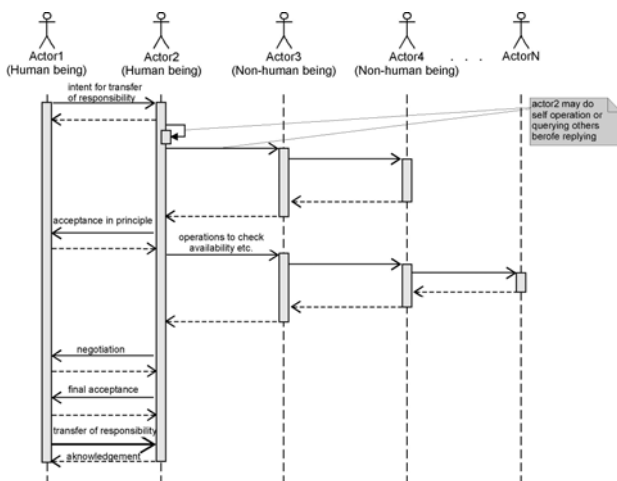 Actor1
(Human being)
Actor2
(Human being)
Actor3
(Non-human being)
Actor4
(Non-human being)
. . .
ActorN
intent for transfer
of responsibility
actor2 may do
self operation or
querying others
berofe replying
acceptance in principle
operations to check
availability etc.
negotiation
final acceptance
transfer of responsibility
aknowledgement